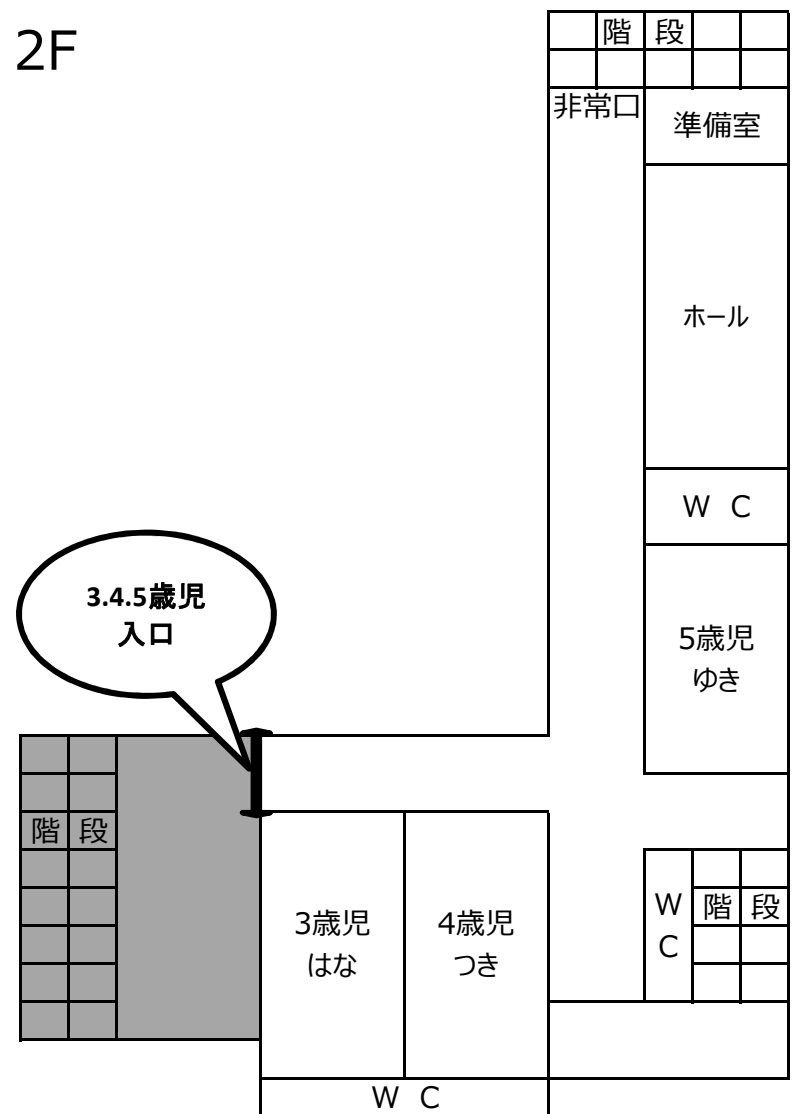 2F
階 段
非常口
準備室
ホール
W C
5歳児
ゆき
3.4.5歳児
入口
階 段
3歳児
はな
4歳児
つき
W
C
階 段
W C